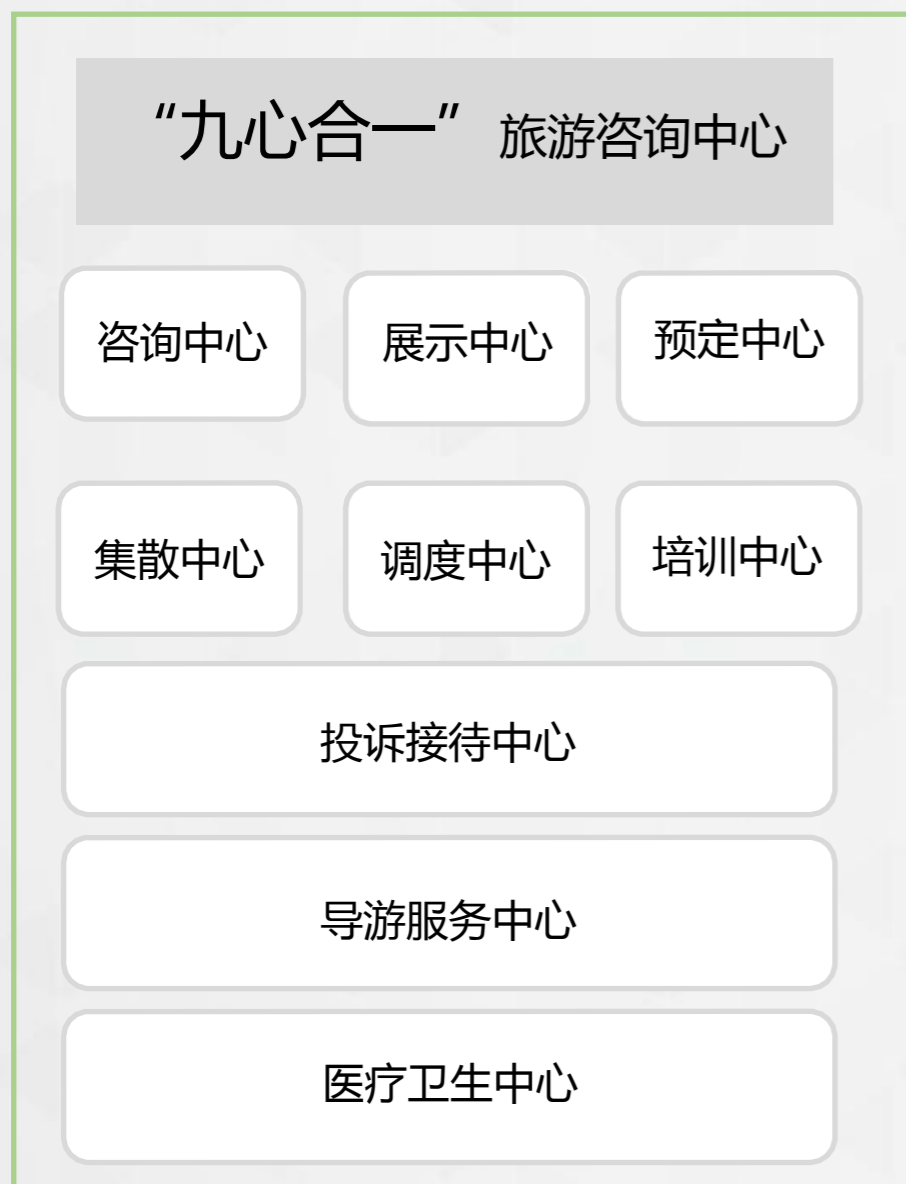 “九心合一”旅游咨询中心
咨询中心 展示中心 预定中心
集散中心 调度中心 培训中心
投诉接待中心
导游服务中心
医疗卫生中心